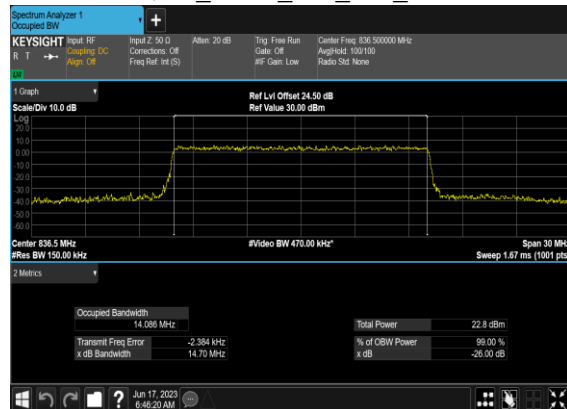 Spectrum Analyzer 1
Occupied BW
+
KEYSIGHT Input: RF Input Z: 50 Ω Atten: 20 dB Trig: Free Run Center Freq: 836.500000 MHz
R T Coupling: DC Corrections: Off Gate: Off Avg|Hold: 100/100
Align: Off Freq Ref: Int (S) #IF Gain: Low Radio Std: None
1 Graph
Ref Lvl Offset 24.50 dB
Scale/Div 10.0 dB Ref Value 30.00 dBm
Log
20.0
10.0
0.00
-10.0
-20.0
-30.0
-40.0
-50.0
-60.0
Center 836.5 MHz #Video BW 470.00 kHz* Span 30 MHz
#Res BW 150.00 kHz Sweep 1.67 ms (1001 pts)
2 Metrics
Occupied Bandwidth
14.086 MHz Total Power 22.8 dBm
Transmit Freq Error -2.384 kHz % of OBW Power 99.00 %
x dB Bandwidth 14.70 MHz x dB -26.00 dB
? Jun 17, 2023
6:46:20 AM